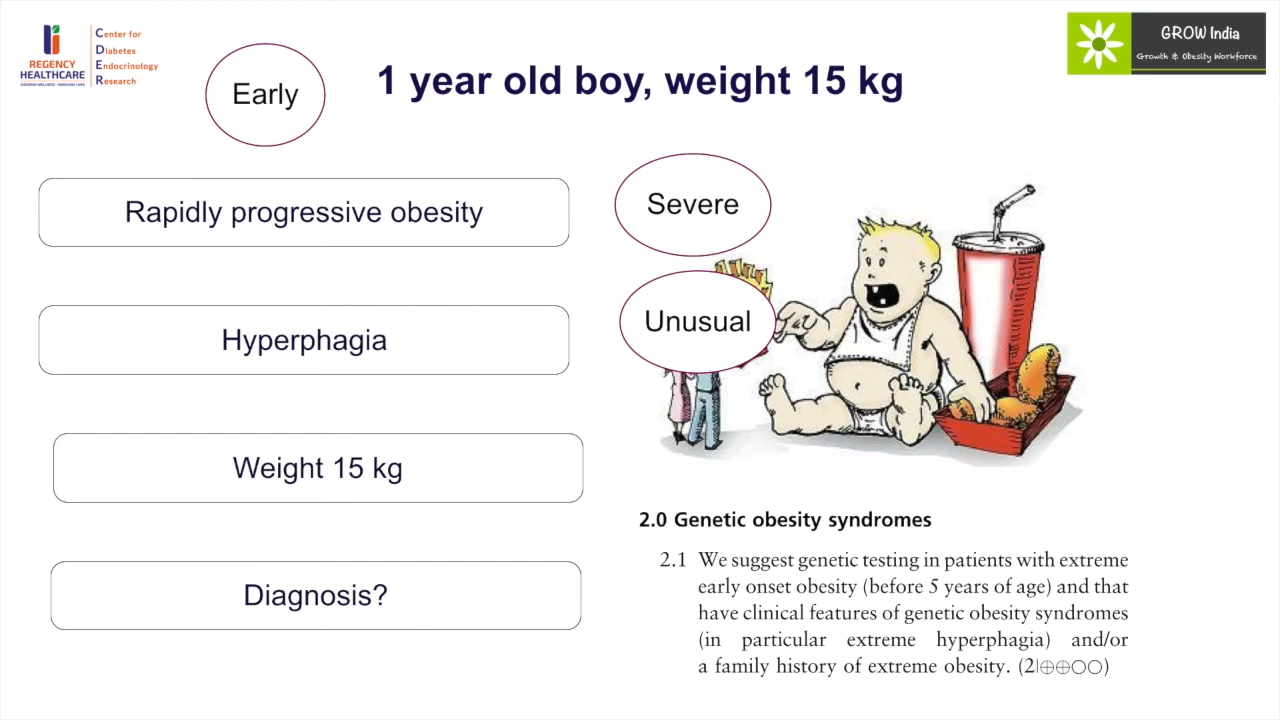 REGENCY
HEALTHCARE
Center for
Diabetes
Endocrinology
Research
Early
1 year old boy, weight 15 kg
GROW India
Growth & Obesity Workforce
Rapidly progressive obesity
Severe
Hyperphagia
Unusual
Weight 15 kg
Diagnosis?
2.0 Genetic obesity syndromes
2.1 We suggest genetic testing in patients with extreme
early onset obesity (before 5 years of age) and that
have clinical features of genetic obesity syndromes
(in particular extreme hyperphagia) and/or
a family history of extreme obesity. (2|⊕⊕○○)